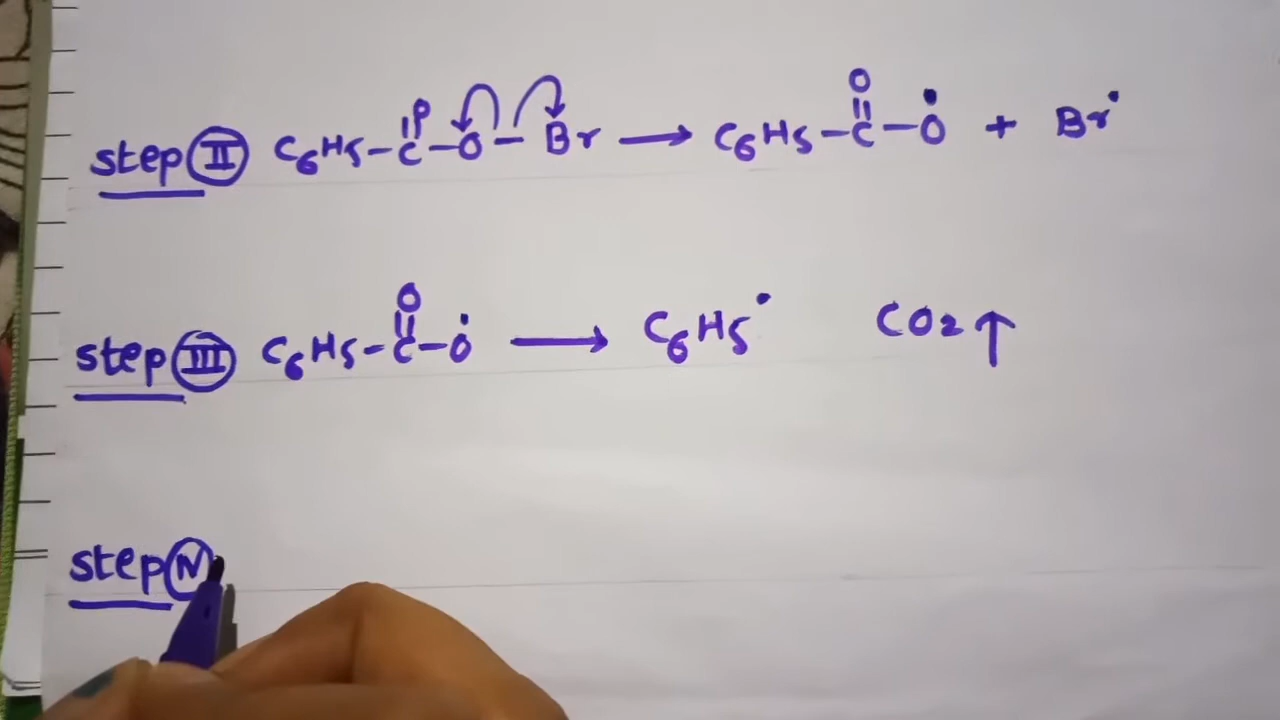 O O
step II C6H5-C-O-Br → C6H5-C-Ȯ + Br•
O
step III C6H5-C-Ȯ → C6H5• CO2↑
step IV